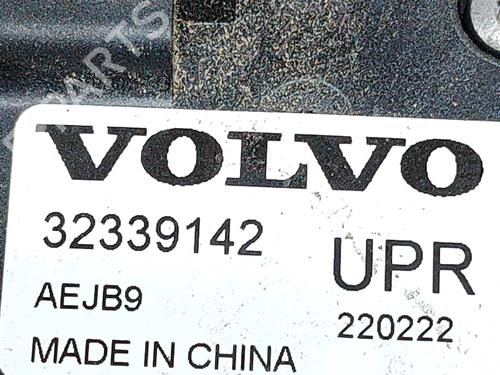 VOLVO
32339142
UPR
AEJB9
220222
MADE IN CHINA